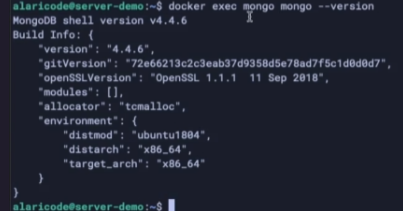 alaricode@server-demo:~$ docker exec mongo mongo --version
MongoDB shell version v4.4.6
Build Info: {
    "version": "4.4.6",
    "gitVersion": "72e66213c2c3eab37d9358d5e78ad7f5c1d0d0d7",
    "openSSLVersion": "OpenSSL 1.1.1  11 Sep 2018",
    "modules": [],
    "allocator": "tcmalloc",
    "environment": {
        "distmod": "ubuntu1804",
        "distarch": "x86_64",
        "target_arch": "x86_64"
    }
}
alaricode@server-demo:~$